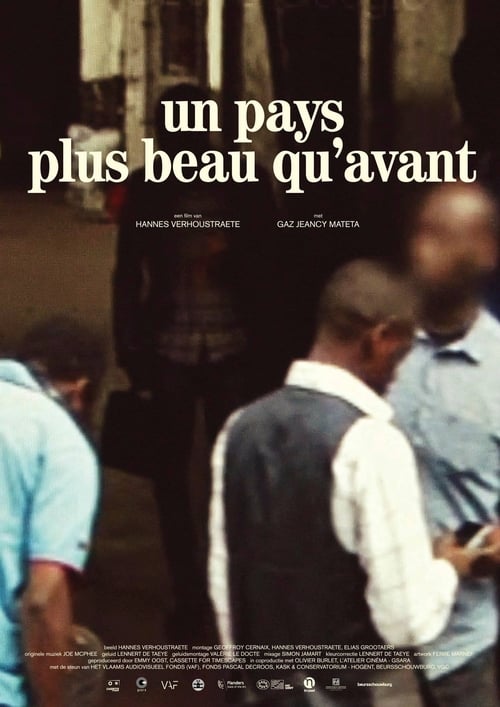 un pays
plus beau qu'avant
een film van
HANNES VERHOUSTRAETE
met
GAZ JEANCY MATETA
beeld HANNES VERHOUSTRAETE montage GEOFFROY CERNAIX, HANNES VERHOUSTRAETE, ELIAS GROOTAERS
originele muziek JOE MCPHEE geluid LENNERT DE TAEYE geluidsmontage VALÉRIE LE DOCTE mixage SIMON JAMART kleurcorrectie LENNERT DE TAEYE artwork FERRE MARNEF
geproduceerd door EMMY OOST, CASSETTE FOR TIMESCAPES in coproductie met OLIVIER BURLET, L'ATELIER CINÉMA - GSARA
met de steun van HET VLAAMS AUDIOVISUEEL FONDS (VAF), FONDS PASCAL DECROOS, KASK & CONSERVATORIUM - HOGENT, BEURSSCHOUWBURG, VGC
VAF
Flanders
beursschouwburg